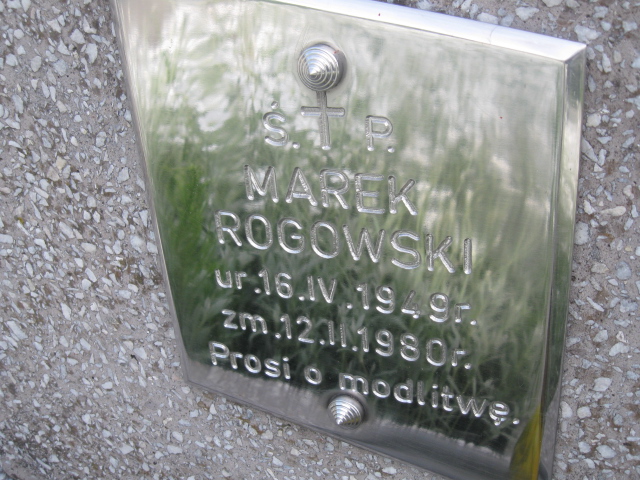 Ś. † P.
MAREK
ROGOWSKI
ur.16.IV.1949r.
zm.12.II.1980r.
Prosi o modlitwę.